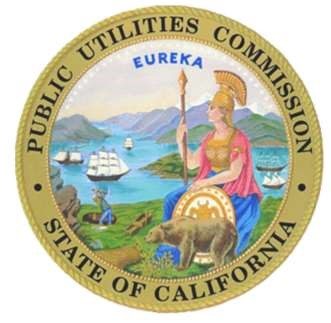 PUBLIC UTILITIES COMMISSION
EUREKA
STATE OF CALIFORNIA